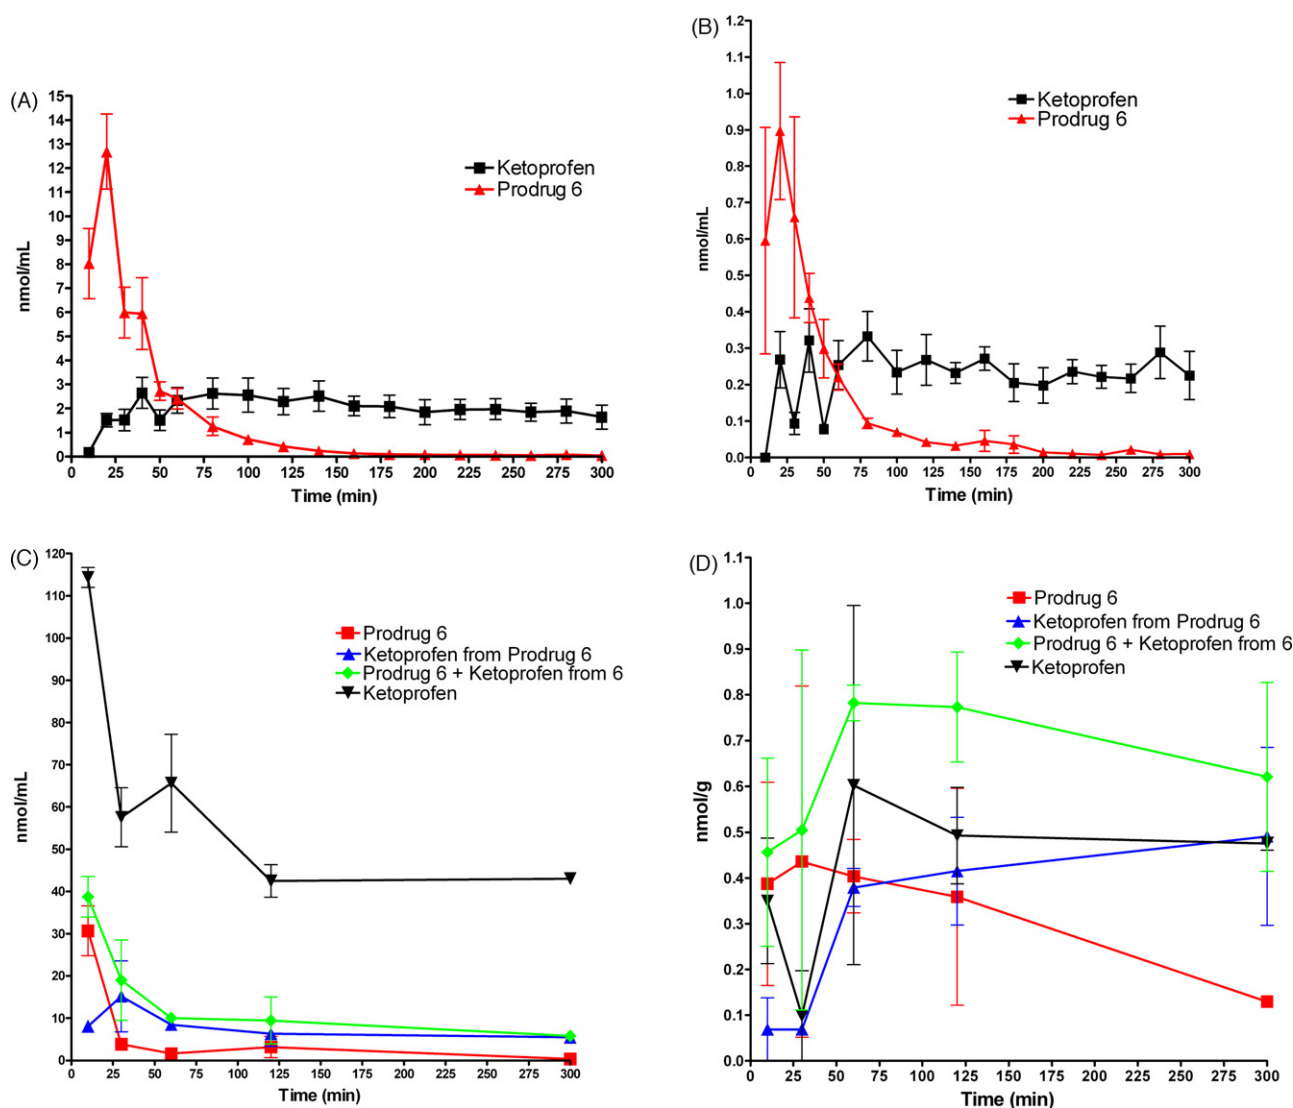 (A)
15
14
13
12
11
10
9
8
7
6
5
4
3
2
1
0
nmol/mL
Ketoprofen
Prodrug 6
0 25 50 75 100 125 150 175 200 225 250 275 300
Time (min)
(B)
1.2
1.1
1.0
0.9
0.8
0.7
0.6
0.5
0.4
0.3
0.2
0.1
0.0
nmol/mL
Ketoprofen
Prodrug 6
0 25 50 75 100 125 150 175 200 225 250 275 300
Time (min)
(C)
120
110
100
90
80
70
60
50
40
30
20
10
0
nmol/mL
Prodrug 6
Ketoprofen from Prodrug 6
Prodrug 6 + Ketoprofen from 6
Ketoprofen
0 25 50 75 100 125 150 175 200 225 250 275 300
Time (min)
(D)
1.1
1.0
0.9
0.8
0.7
0.6
0.5
0.4
0.3
0.2
0.1
0.0
nmol/g
Prodrug 6
Ketoprofen from Prodrug 6
Prodrug 6 + Ketoprofen from 6
Ketoprofen
0 25 50 75 100 125 150 175 200 225 250 275 300
Time (min)